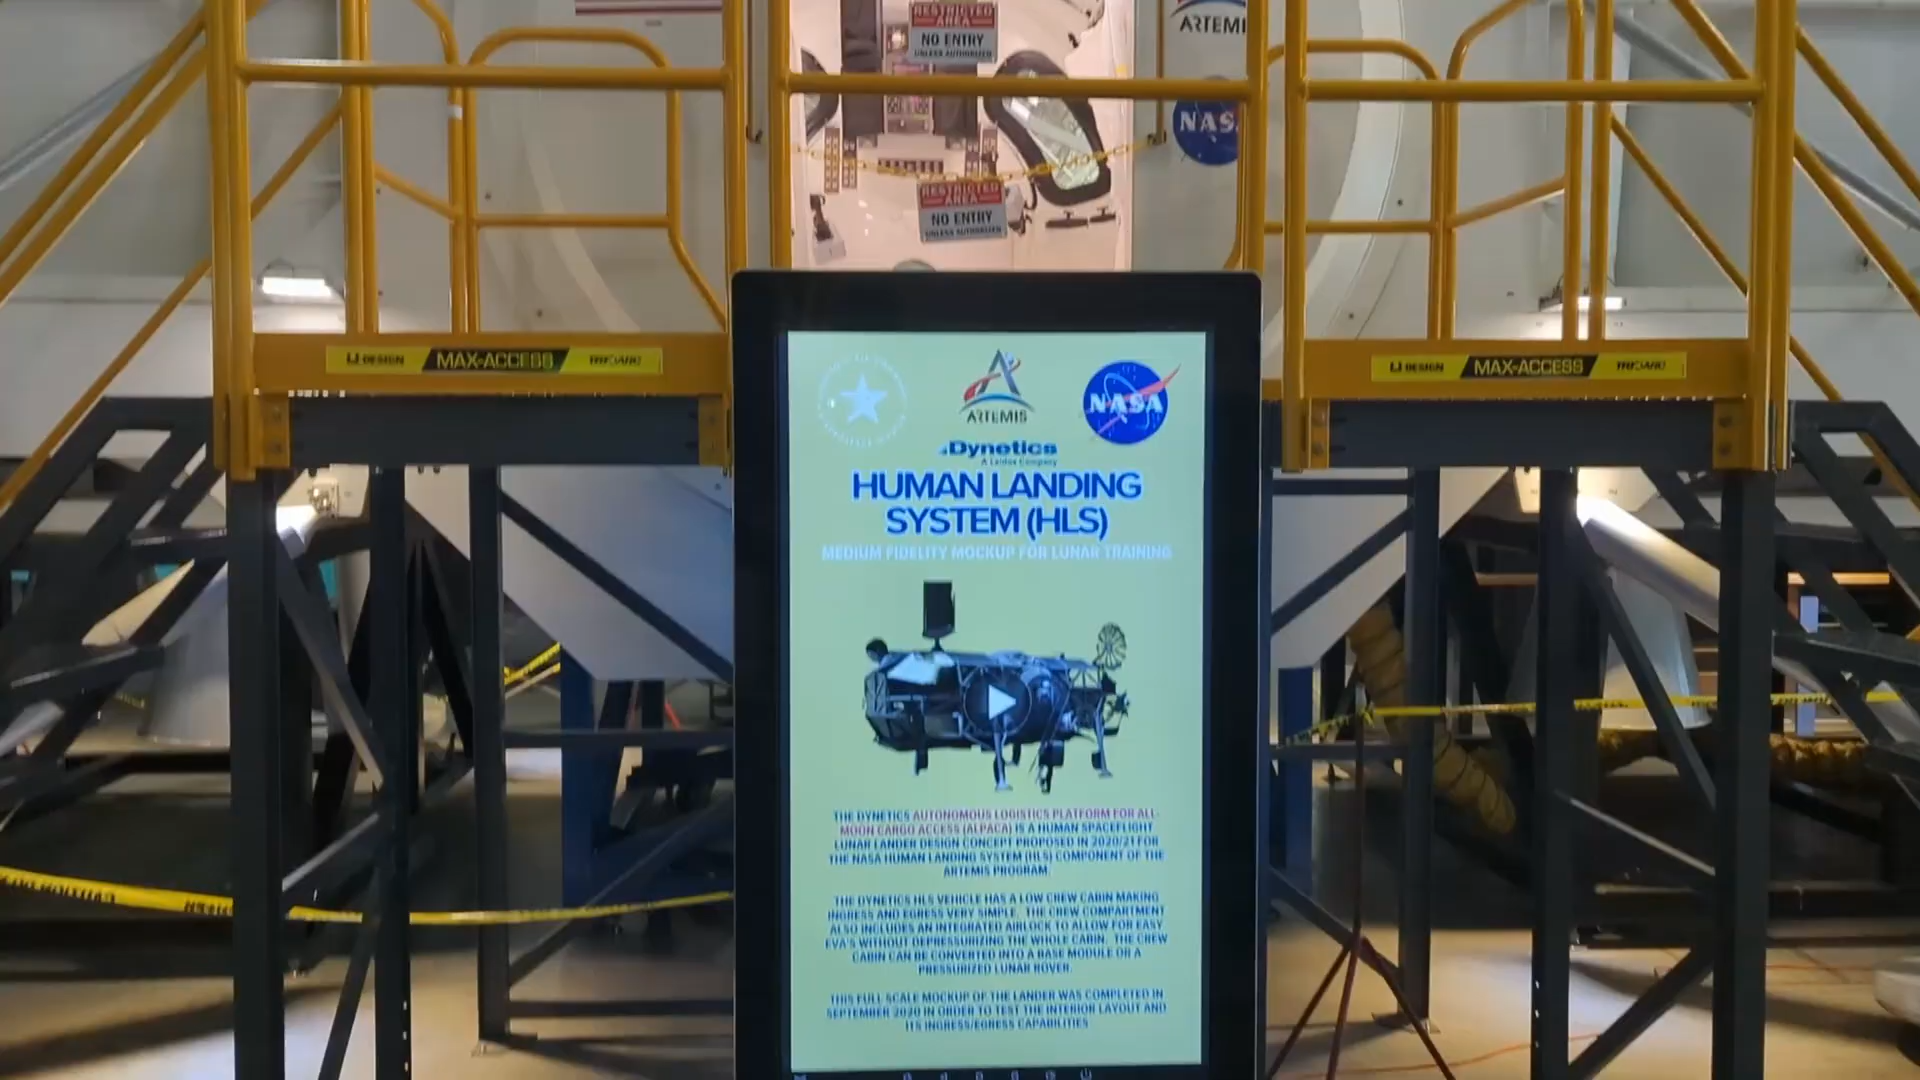 RESTRICTED
AREA
NO ENTRY
UNLESS AUTHORIZED
ARTEMI
NAS
RESTRICTED
AREA
NO ENTRY
UNLESS AUTHORIZED
LJ DESIGN MAX-ACCESS TRICARC
LJ DESIGN MAX-ACCESS TRICARC
ARTEMIS
NASA
Dynetics
A Leidos Company
HUMAN LANDING
SYSTEM (HLS)
MEDIUM FIDELITY MOCKUP FOR LUNAR TRAINING
THE DYNETICS AUTONOMOUS LOGISTICS PLATFORM FOR ALL-
MOON CARGO ACCESS (ALPACA) IS A HUMAN SPACEFLIGHT
LUNAR LANDER DESIGN CONCEPT PROPOSED IN 2020/21 FOR
THE NASA HUMAN LANDING SYSTEM (HLS) COMPONENT OF THE
ARTEMIS PROGRAM.
THE DYNETICS HLS VEHICLE HAS A LOW CREW CABIN MAKING
INGRESS AND EGRESS VERY SIMPLE. THE CREW COMPARTMENT
ALSO INCLUDES AN INTEGRATED AIRLOCK TO ALLOW FOR EASY
EVA'S WITHOUT DEPRESSURIZING THE WHOLE CABIN. THE CREW
CABIN CAN BE CONVERTED INTO A BASE MODULE OR A
PRESSURIZED LUNAR ROVER.
THIS FULL SCALE MOCKUP OF THE LANDER WAS COMPLETED IN
SEPTEMBER 2020 IN ORDER TO TEST THE INTERIOR LAYOUT AND
ITS INGRESS/EGRESS CAPABILITIES